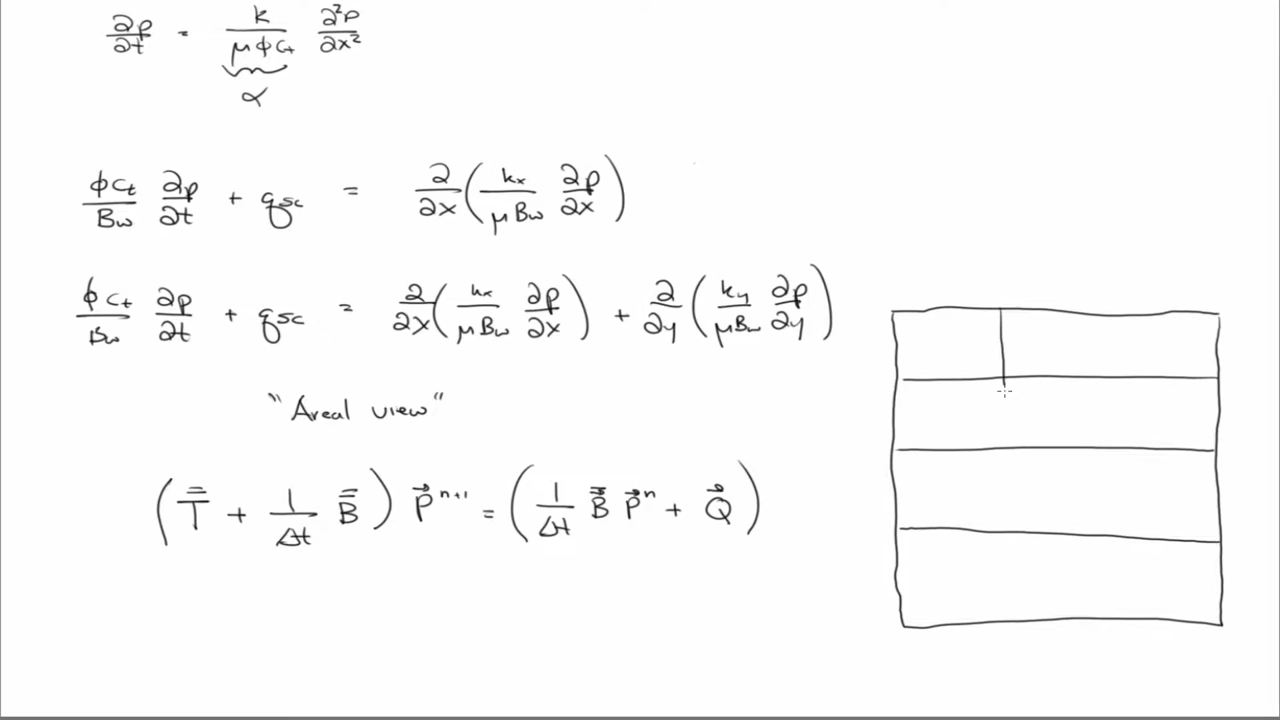 ∂p/∂t = k/(μϕc_t) ∂²p/∂x²
α
ϕc_t/B_w ∂p/∂t + q_sc = ∂/∂x (k_x/(μB_w) ∂p/∂x)
ϕc_t/B_w ∂p/∂t + q_sc = ∂/∂x (k_x/(μB_w) ∂p/∂x) + ∂/∂y (k_y/(μB_w) ∂p/∂y)
"Areal view"
(T̿ + 1/Δt B̿) P⃗^{n+1} = (1/Δt B̿ P⃗^n + Q⃗)